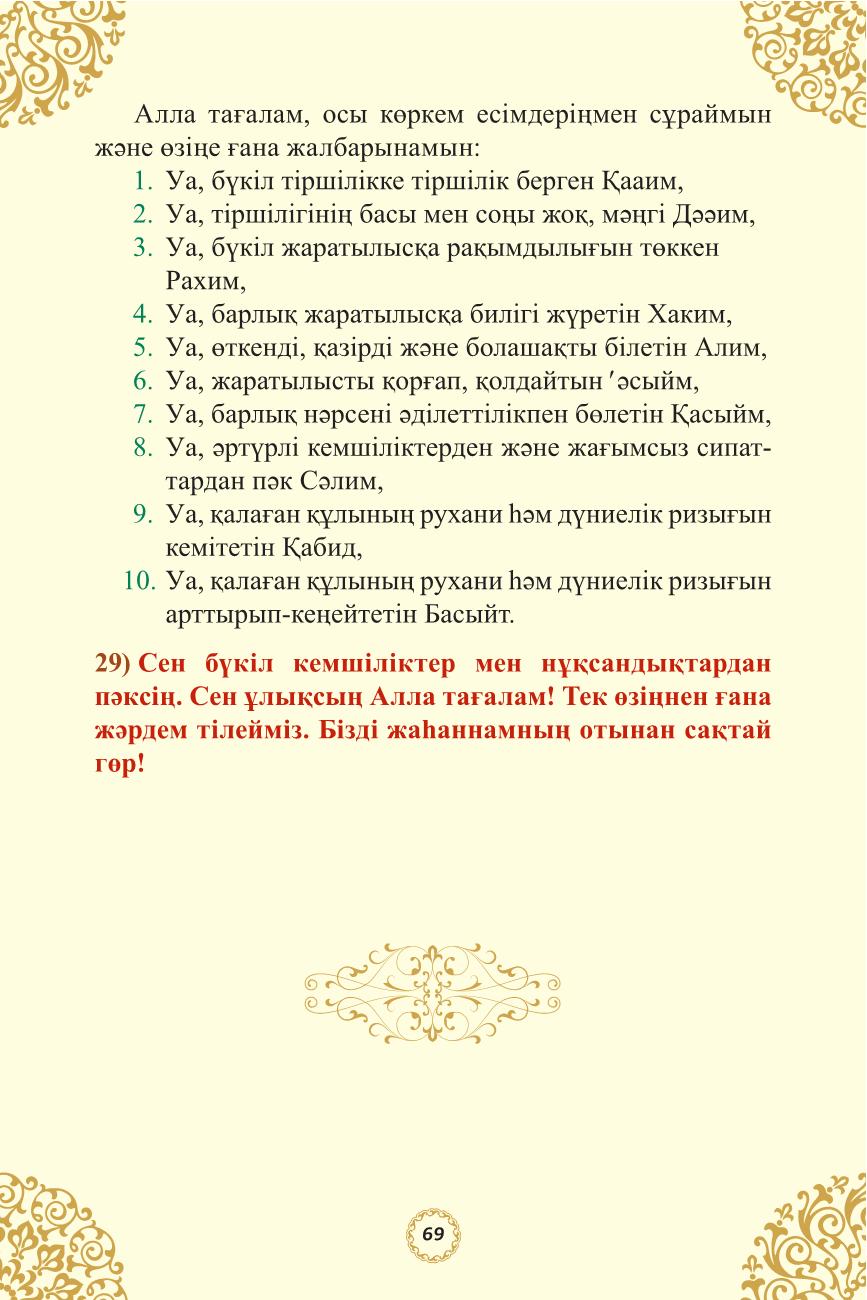 Алла тағалам, осы көркем есімдеріңмен сұраймын
және өзіңе ғана жалбарынамын:
1. Уа, бүкіл тіршілікке тіршілік берген Қааим,
2. Уа, тіршілігінің басы мен соңы жоқ, мәңгі Дәәим,
3. Уа, бүкіл жаратылысқа рақымдылығын төккен
Рахим,
4. Уа, барлық жаратылысқа билігі жүретін Хаким,
5. Уа, өткенді, қазірді және болашақты білетін Алим,
6. Уа, жаратылысты қорғап, қолдайтын ′әсыйм,
7. Уа, барлық нәрсені әділеттілікпен бөлетін Қасыйм,
8. Уа, әртүрлі кемшіліктерден және жағымсыз сипат-
тардан пәк Сәлим,
9. Уа, қалаған құлының рухани һәм дүниелік ризығын
кемітетін Қабид,
10. Уа, қалаған құлының рухани һәм дүниелік ризығын
арттырып-кеңейтетін Басыйт.
29) Сен бүкіл кемшіліктер мен нұқсандықтардан
пәксің. Сен ұлықсың Алла тағалам! Тек өзіңнен ғана
жәрдем тілейміз. Бізді жаһаннамның отынан сақтай
гөр!
69